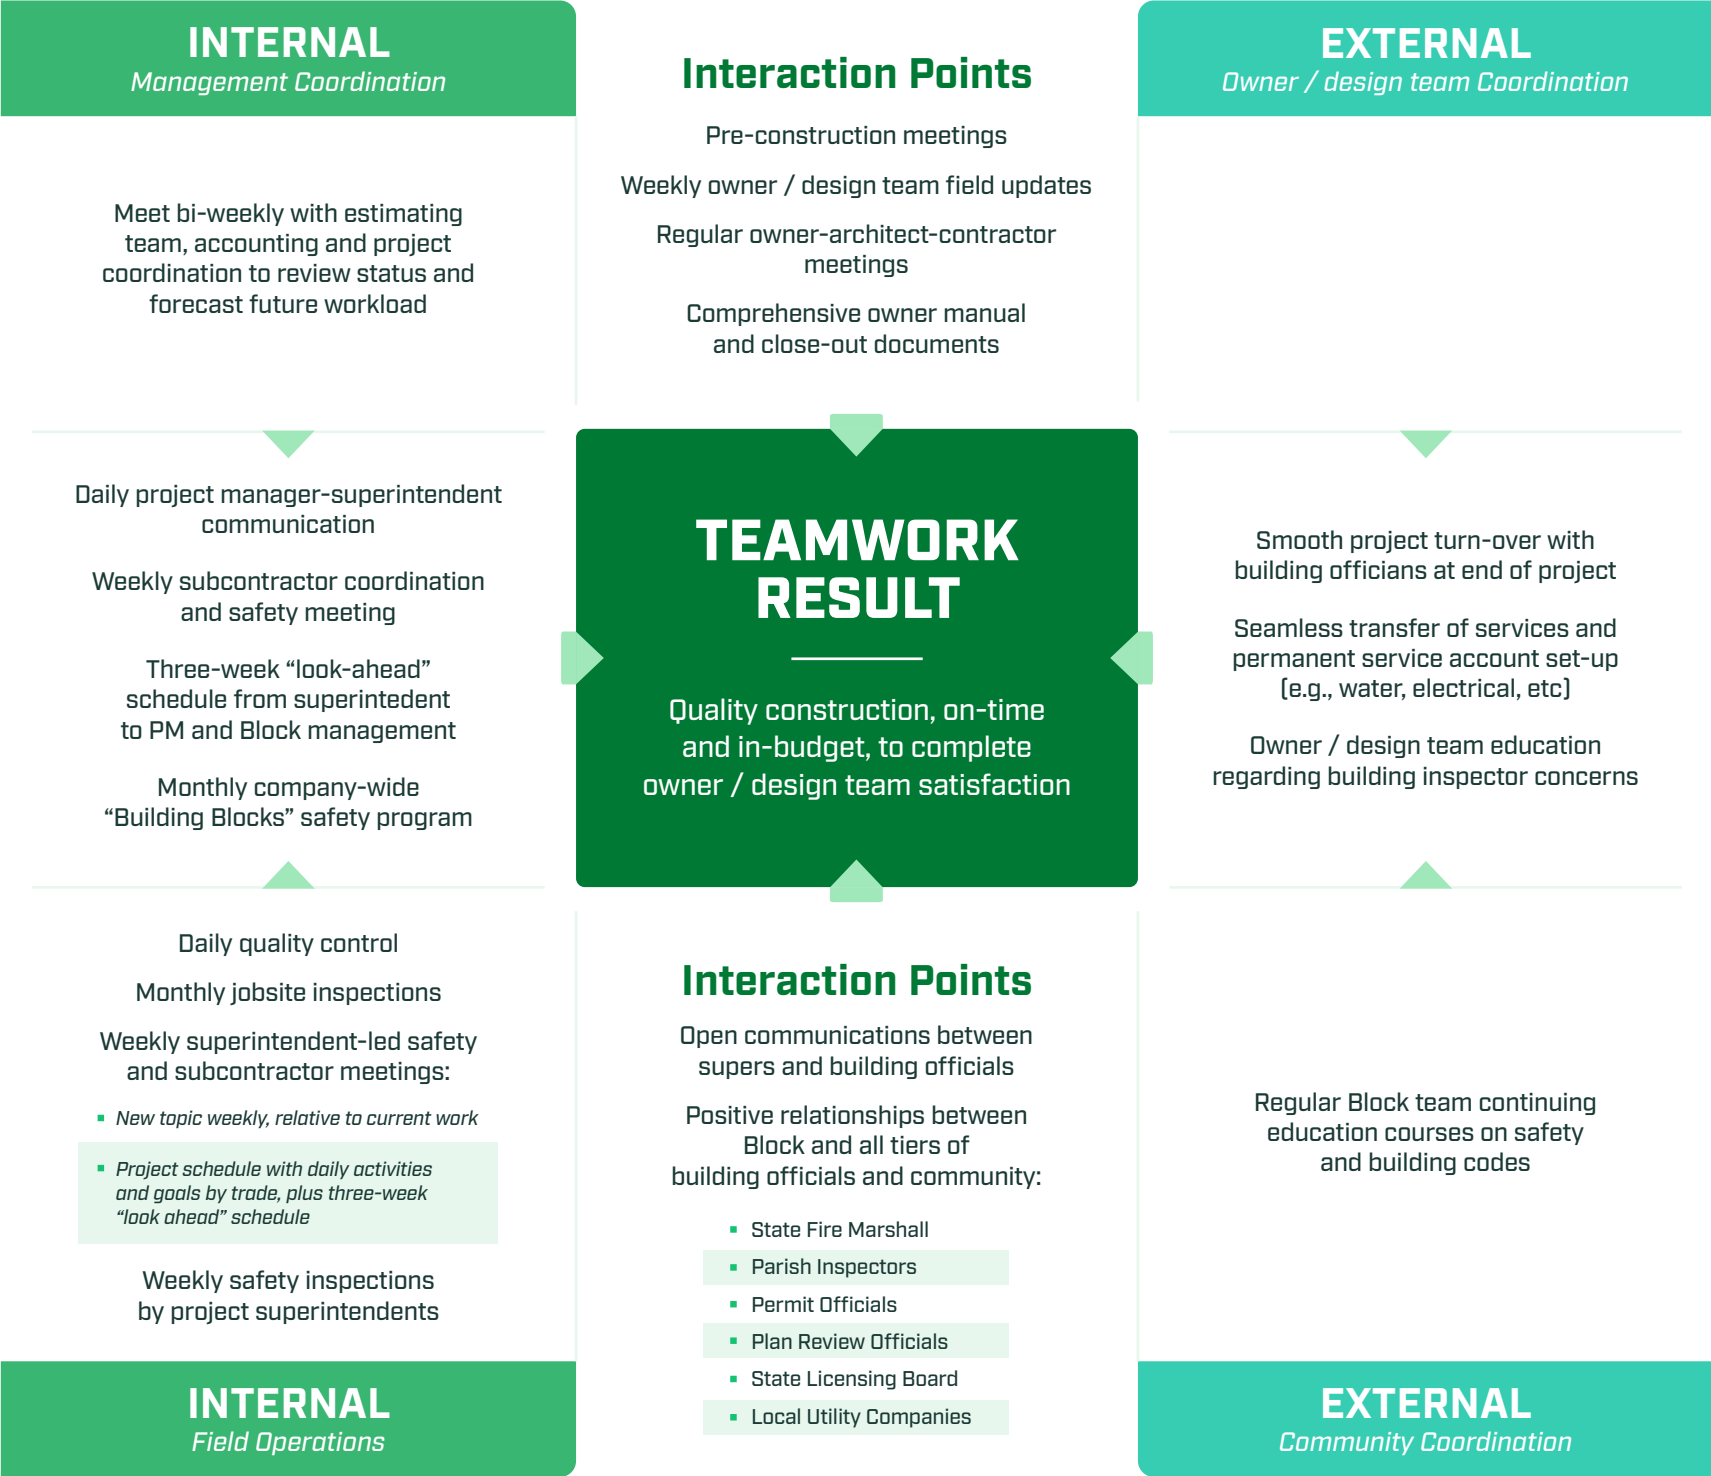 INTERNAL
Management Coordination
Meet bi-weekly with estimating
team, accounting and project
coordination to review status and
forecast future workload
Interaction Points
Pre-construction meetings
Weekly owner / design team field updates
Regular owner-architect-contractor
meetings
Comprehensive owner manual
and close-out documents
EXTERNAL
Owner / design team Coordination
Daily project manager-superintendent
communication
Weekly subcontractor coordination
and safety meeting
Three-week “look-ahead”
schedule from superintedent
to PM and Block management
Monthly company-wide
“Building Blocks” safety program
TEAMWORK
RESULT
Quality construction, on-time
and in-budget, to complete
owner / design team satisfaction
Smooth project turn-over with
building officians at end of project
Seamless transfer of services and
permanent service account set-up
(e.g., water, electrical, etc)
Owner / design team education
regarding building inspector concerns
Daily quality control
Monthly jobsite inspections
Weekly superintendent-led safety
and subcontractor meetings:
▪ New topic weekly, relative to current work
▪ Project schedule with daily activities
and goals by trade, plus three-week
“look ahead” schedule
Weekly safety inspections
by project superintendents
INTERNAL
Field Operations
Interaction Points
Open communications between
supers and building officials
Positive relationships between
Block and all tiers of
building officials and community:
▪ State Fire Marshall
▪ Parish Inspectors
▪ Permit Officials
▪ Plan Review Officials
▪ State Licensing Board
▪ Local Utility Companies
Regular Block team continuing
education courses on safety
and building codes
EXTERNAL
Community Coordination